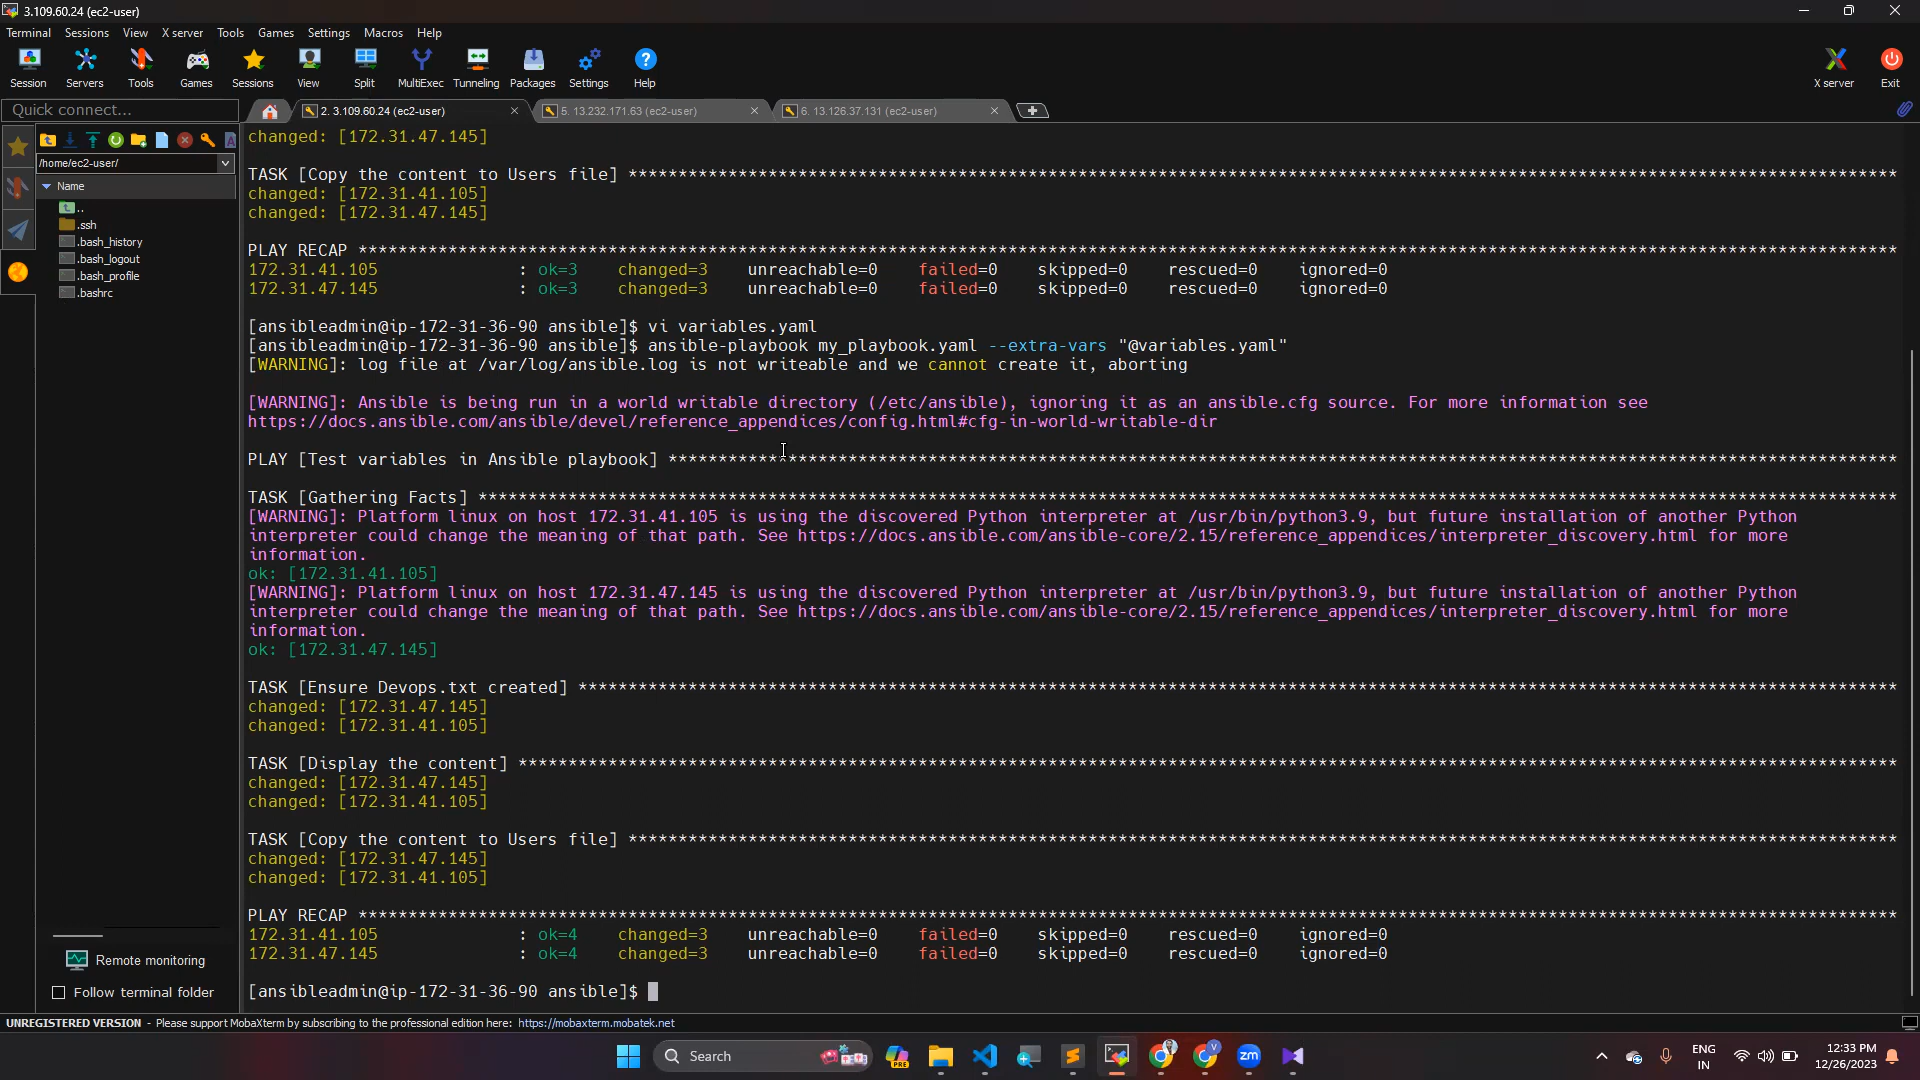 3.109.60.24 (ec2-user)
Terminal Sessions View X server Tools Games Settings Macros Help
Session Servers Tools Games Sessions View Split MultiExec Tunneling Packages Settings Help X server Exit
Quick connect... 2. 3.109.60.24 (ec2-user) 5. 13.232.171.63 (ec2-user) 6. 13.126.37.131 (ec2-user)
/home/ec2-user/
Name
..
.ssh
.bash_history
.bash_logout
.bash_profile
.bashrc
Remote monitoring
Follow terminal folder
changed: [172.31.47.145]
TASK [Copy the content to Users file] *******************************************************************************************************************************
changed: [172.31.41.105]
changed: [172.31.47.145]
PLAY RECAP **********************************************************************************************************************************************************
172.31.41.105 : ok=3 changed=3 unreachable=0 failed=0 skipped=0 rescued=0 ignored=0
172.31.47.145 : ok=3 changed=3 unreachable=0 failed=0 skipped=0 rescued=0 ignored=0
[ansibleadmin@ip-172-31-36-90 ansible]$ vi variables.yaml
[ansibleadmin@ip-172-31-36-90 ansible]$ ansible-playbook my_playbook.yaml --extra-vars "@variables.yaml"
[WARNING]: log file at /var/log/ansible.log is not writeable and we cannot create it, aborting
[WARNING]: Ansible is being run in a world writable directory (/etc/ansible), ignoring it as an ansible.cfg source. For more information see
https://docs.ansible.com/ansible/devel/reference_appendices/config.html#cfg-in-world-writable-dir
PLAY [Test variables in Ansible playbook] ***************************************************************************************************************************
TASK [Gathering Facts] **********************************************************************************************************************************************
[WARNING]: Platform linux on host 172.31.41.105 is using the discovered Python interpreter at /usr/bin/python3.9, but future installation of another Python
interpreter could change the meaning of that path. See https://docs.ansible.com/ansible-core/2.15/reference_appendices/interpreter_discovery.html for more
information.
ok: [172.31.41.105]
[WARNING]: Platform linux on host 172.31.47.145 is using the discovered Python interpreter at /usr/bin/python3.9, but future installation of another Python
interpreter could change the meaning of that path. See https://docs.ansible.com/ansible-core/2.15/reference_appendices/interpreter_discovery.html for more
information.
ok: [172.31.47.145]
TASK [Ensure Devops.txt created] ************************************************************************************************************************************
changed: [172.31.47.145]
changed: [172.31.41.105]
TASK [Display the content] ******************************************************************************************************************************************
changed: [172.31.47.145]
changed: [172.31.41.105]
TASK [Copy the content to Users file] *******************************************************************************************************************************
changed: [172.31.47.145]
changed: [172.31.41.105]
PLAY RECAP **********************************************************************************************************************************************************
172.31.41.105 : ok=4 changed=3 unreachable=0 failed=0 skipped=0 rescued=0 ignored=0
172.31.47.145 : ok=4 changed=3 unreachable=0 failed=0 skipped=0 rescued=0 ignored=0
[ansibleadmin@ip-172-31-36-90 ansible]$
UNREGISTERED VERSION - Please support MobaXterm by subscribing to the professional edition here: https://mobaxterm.mobatek.net
Search PRE zm ENG 12:33 PM
IN 12/26/2023